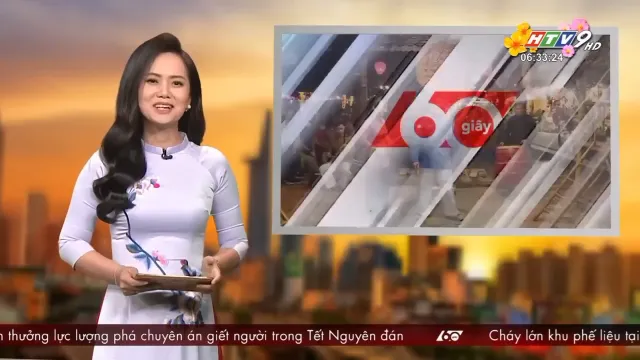 HTV9 HD
06:33:24
60 giây
n thưởng lực lượng phá chuyên án giết người trong Tết Nguyên đán 60 Cháy lớn khu phế liệu tại